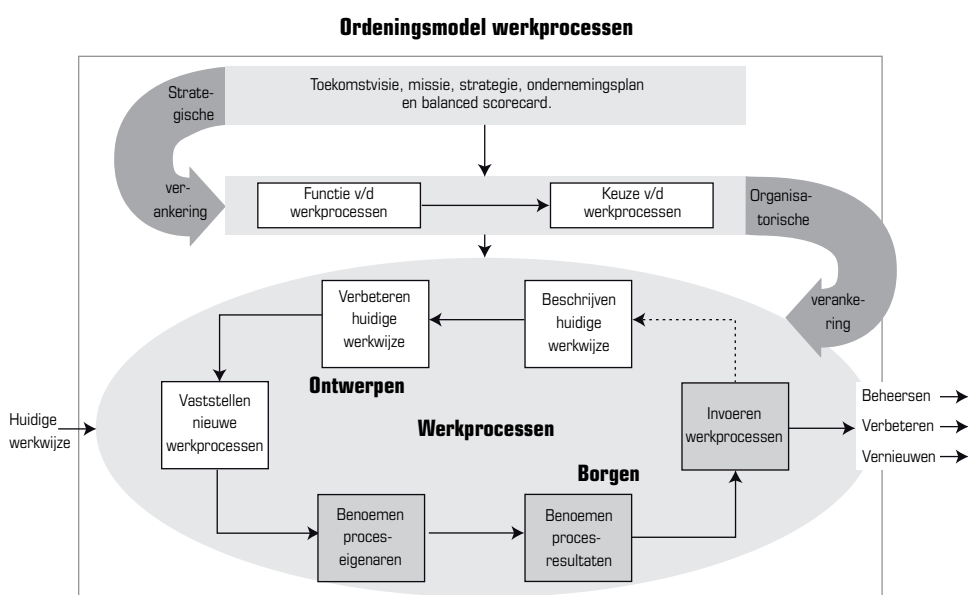 Ordeningsmodel werkprocessen
Strate-
gische
ver-
ankering
Toekomstvisie, missie, strategie, ondernemingsplan
en balanced scorecard.
Functie v/d
werkprocessen
Keuze v/d
werkprocessen
Organisa-
torische
veranke-
ring
Verbeteren
huidige
werkwijze
Beschrijven
huidige
werkwijze
Ontwerpen
Vaststellen
nieuwe
werkprocessen
Werkprocessen
Invoeren
werkprocessen
Huidige
werkwijze
Beheersen
Verbeteren
Vernieuwen
Borgen
Benoemen
proces-
eigenaren
Benoemen
proces-
resultaten